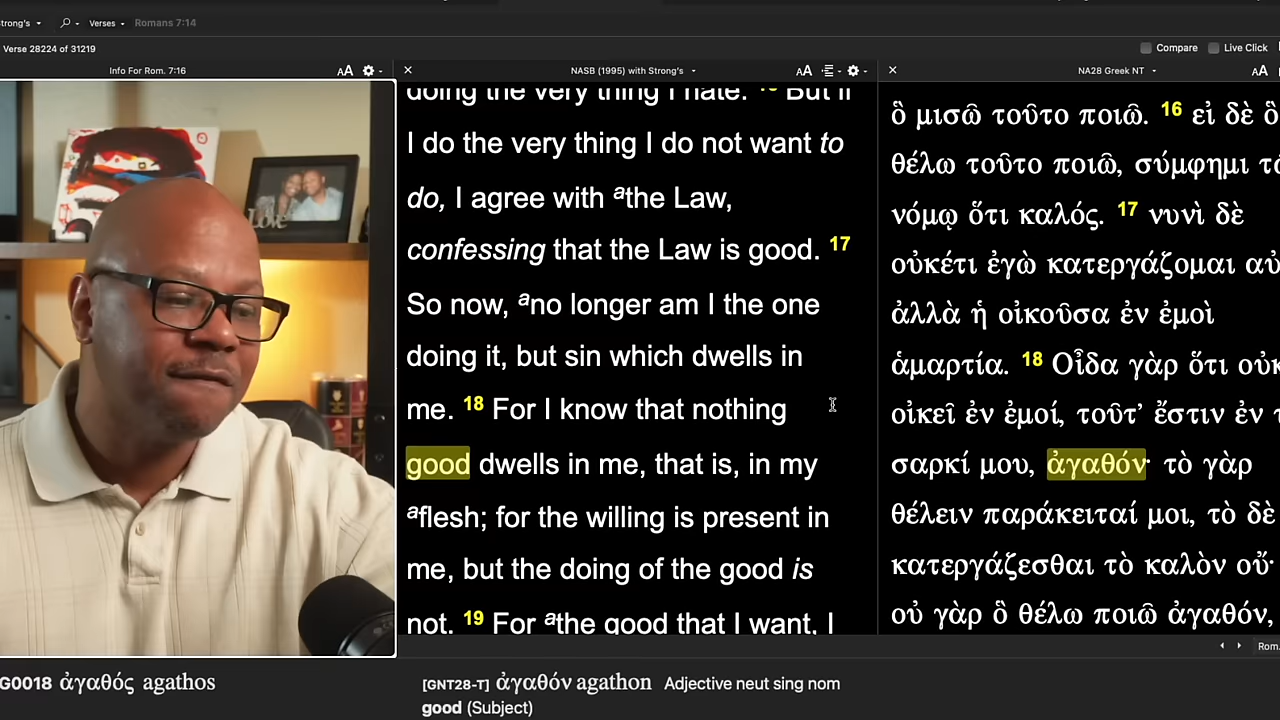 trong's
Verses
Romans 7:14
Verse 28224 of 31219
Compare
Live Click
Info For Rom. 7:16
AA
NASB (1995) with Strong's
AA
NA28 Greek NT
AA
Love
doing the very thing I hate. 16 But if
I do the very thing I do not want to
do, I agree with ᵃthe Law,
confessing that the Law is good. 17
So now, ᵃno longer am I the one
doing it, but sin which dwells in
me. 18 For I know that nothing
good dwells in me, that is, in my
ᵃflesh; for the willing is present in
me, but the doing of the good is
not. 19 For ᵃthe good that I want, I
ὃ μισῶ τοῦτο ποιῶ. 16 εἰ δὲ ὃ
θέλω τοῦτο ποιῶ, σύμφημι τ
νόμῳ ὅτι καλός. 17 νυνὶ δὲ
οὐκέτι ἐγὼ κατεργάζομαι αὐ
ἀλλὰ ἡ οἰκοῦσα ἐν ἐμοὶ
ἁμαρτία. 18 Οἶδα γὰρ ὅτι οὐκ
οἰκεῖ ἐν ἐμοί, τοῦτ’ ἔστιν ἐν τ
σαρκί μου, ἀγαθόν· τὸ γὰρ
θέλειν παράκειταί μοι, τὸ δὲ
κατεργάζεσθαι τὸ καλὸν οὔ·
οὐ γὰρ ὃ θέλω ποιῶ ἀγαθόν,
Rom.
G0018 ἀγαθός agathos
[GNT28-T] ἀγαθόν agathon Adjective neut sing nom
good (Subject)